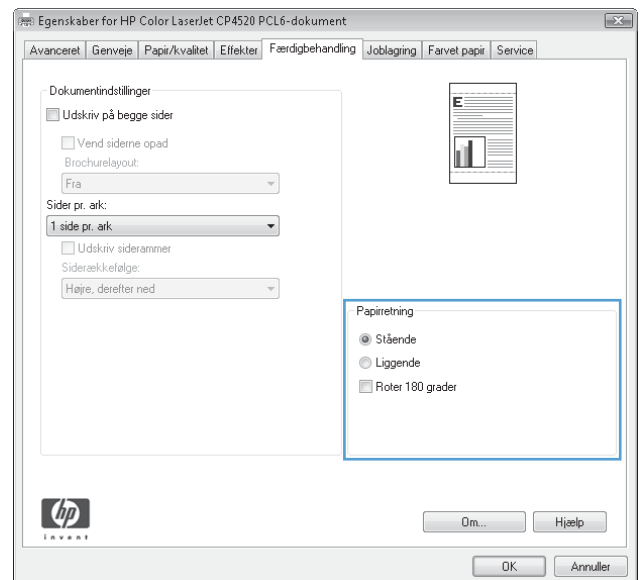 Egenskaber for HP Color LaserJet CP4520 PCL6-dokument
Avanceret Genveje Papir/kvalitet Effekter Færdigbehandling Joblagring Farvet papir Service
Dokumentindstillinger
Udskriv på begge sider
Vend siderne opad
Brochurelayout:
Fra
Sider pr. ark:
1 side pr. ark
Udskriv siderammer
Siderækkefølge:
Højre, derefter ned
E
Papirretning
Stående
Liggende
Roter 180 grader
hp
invent
Om... Hjælp
OK Annuller